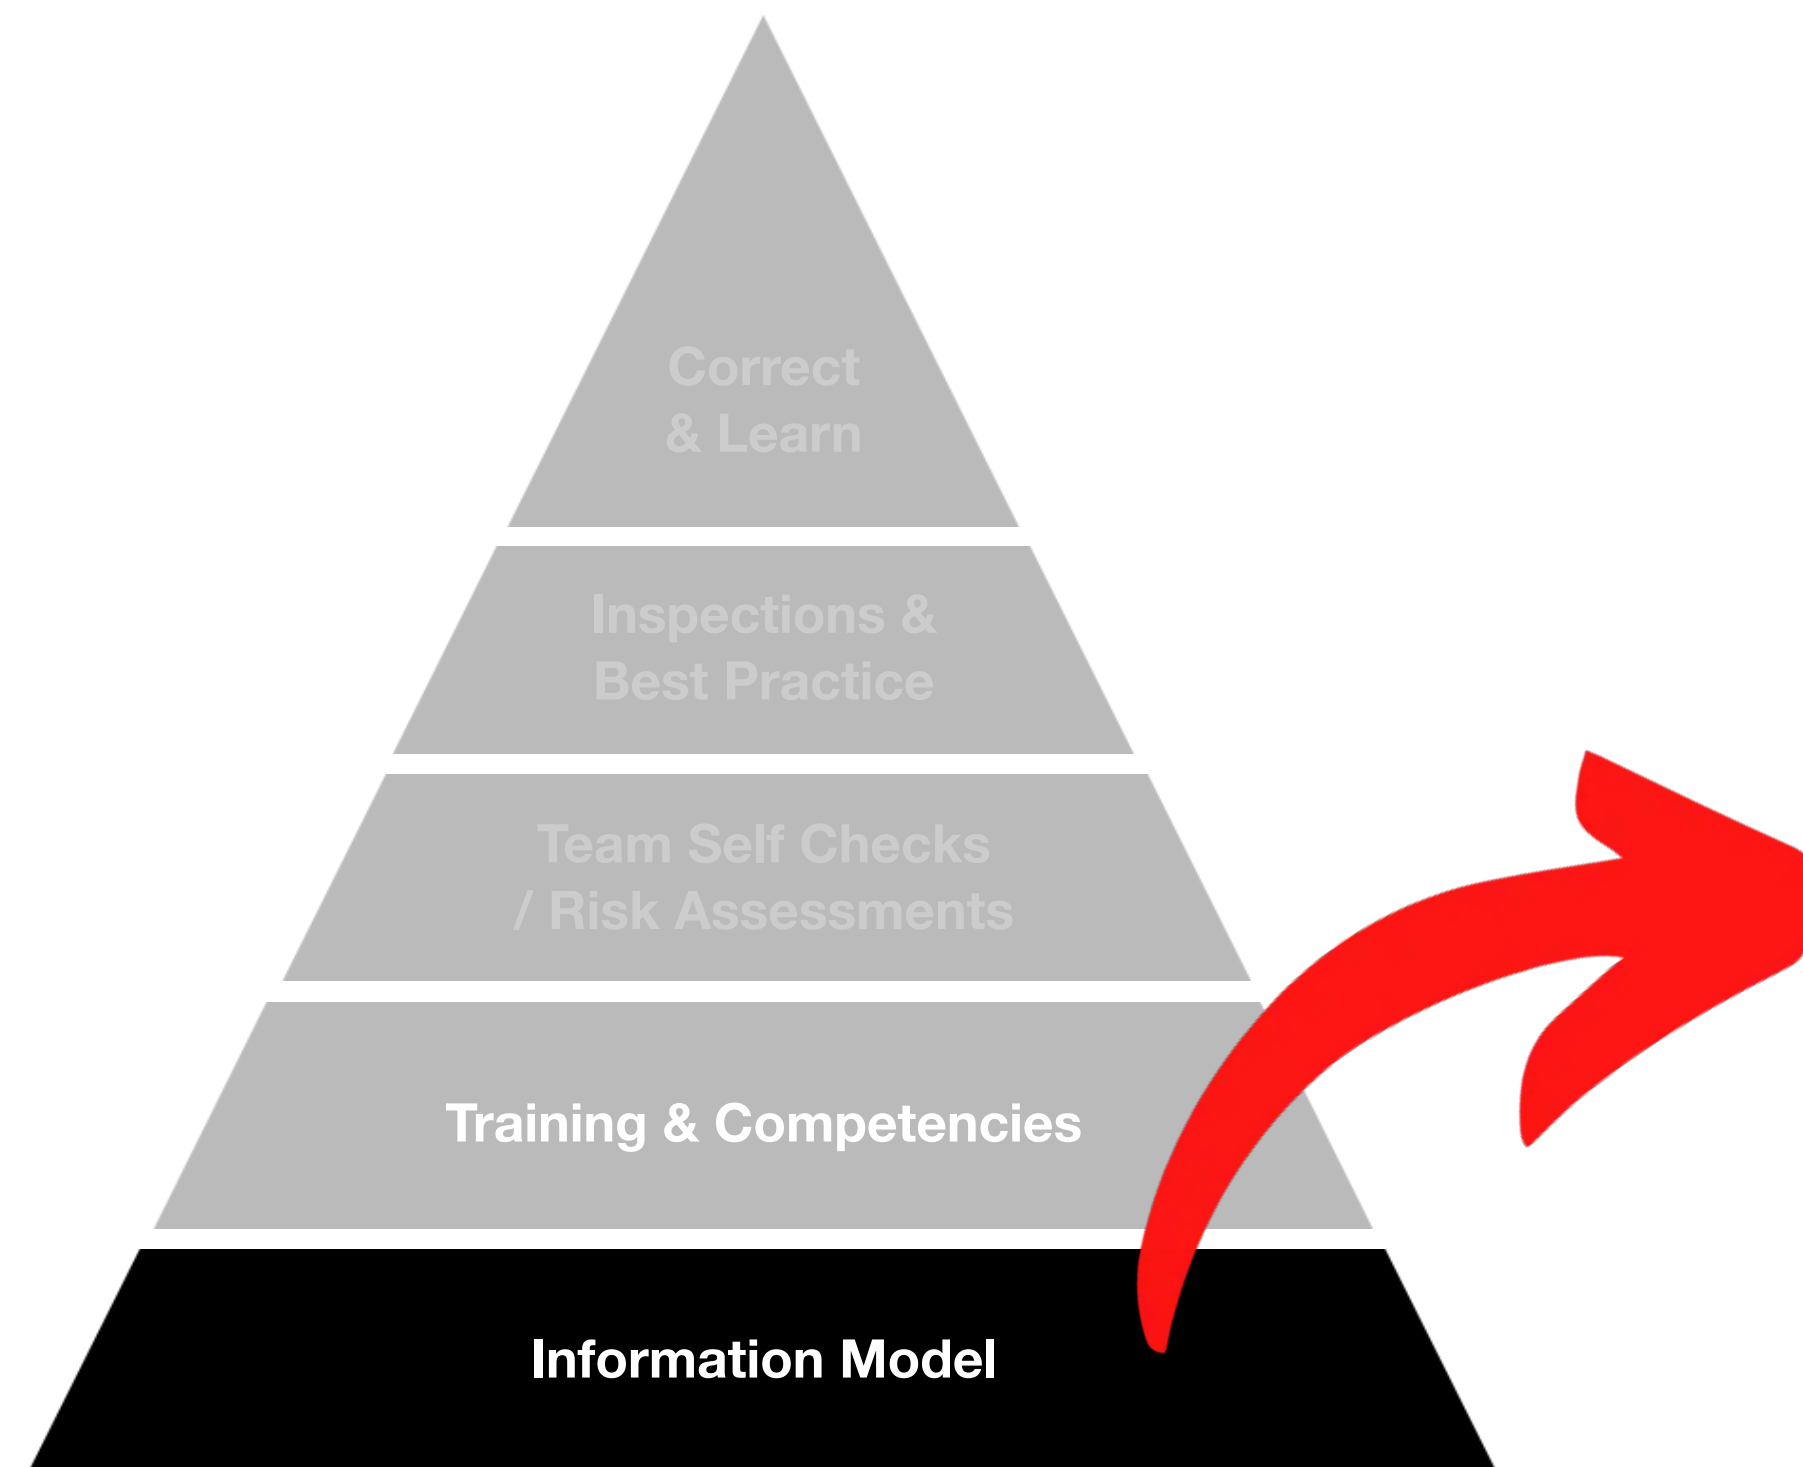 Correct
& Learn
Inspections &
Best Practice
Team Self Checks
/ Risk Assessments
Training & Competencies
Information Model